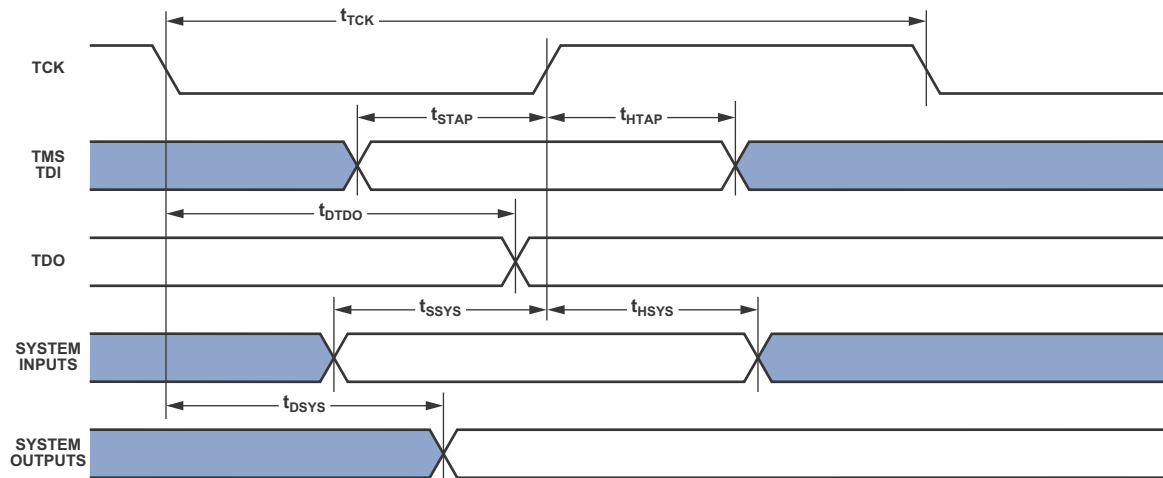 tTCK
TCK
tSTAP
tHTAP
TMS
TDI
tDTDO
TDO
tSSYS
tHSYS
SYSTEM
INPUTS
tDSYS
SYSTEM
OUTPUTS